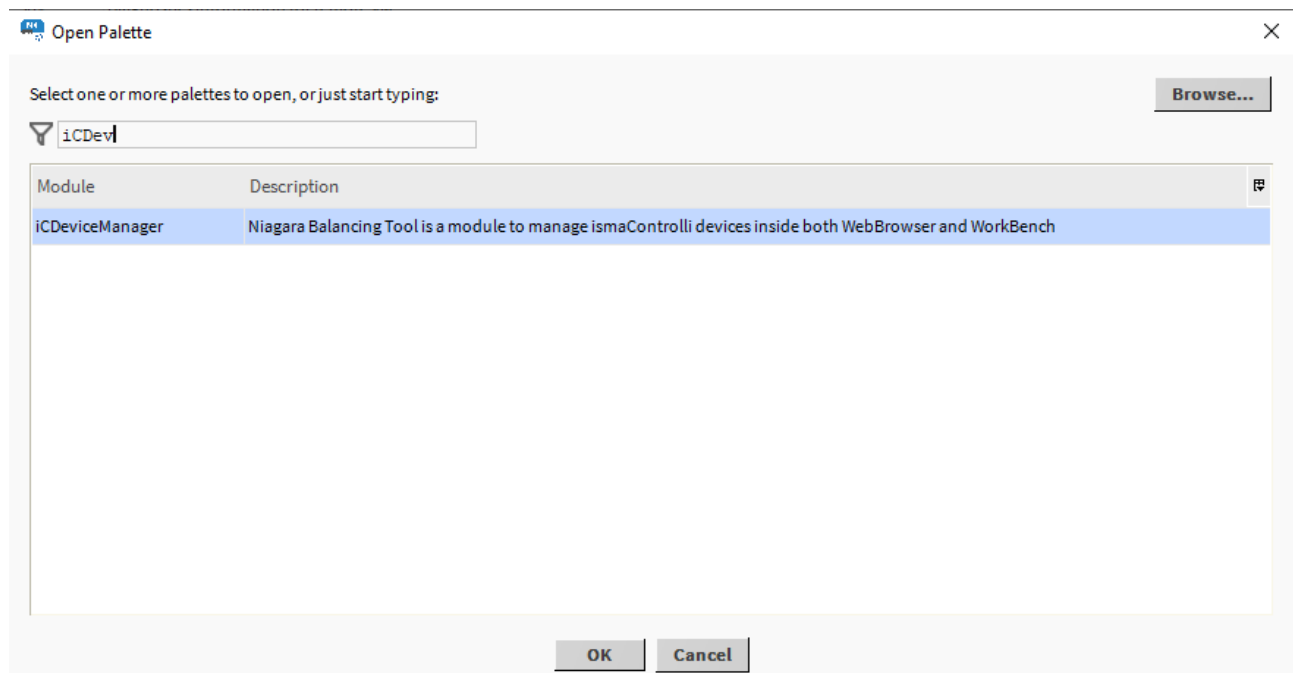 N4 Open Palette
Select one or more palettes to open, or just start typing:
Browse...
iCDev
Module Description
iCDeviceManager Niagara Balancing Tool is a module to manage ismaControlli devices inside both WebBrowser and WorkBench
OK Cancel